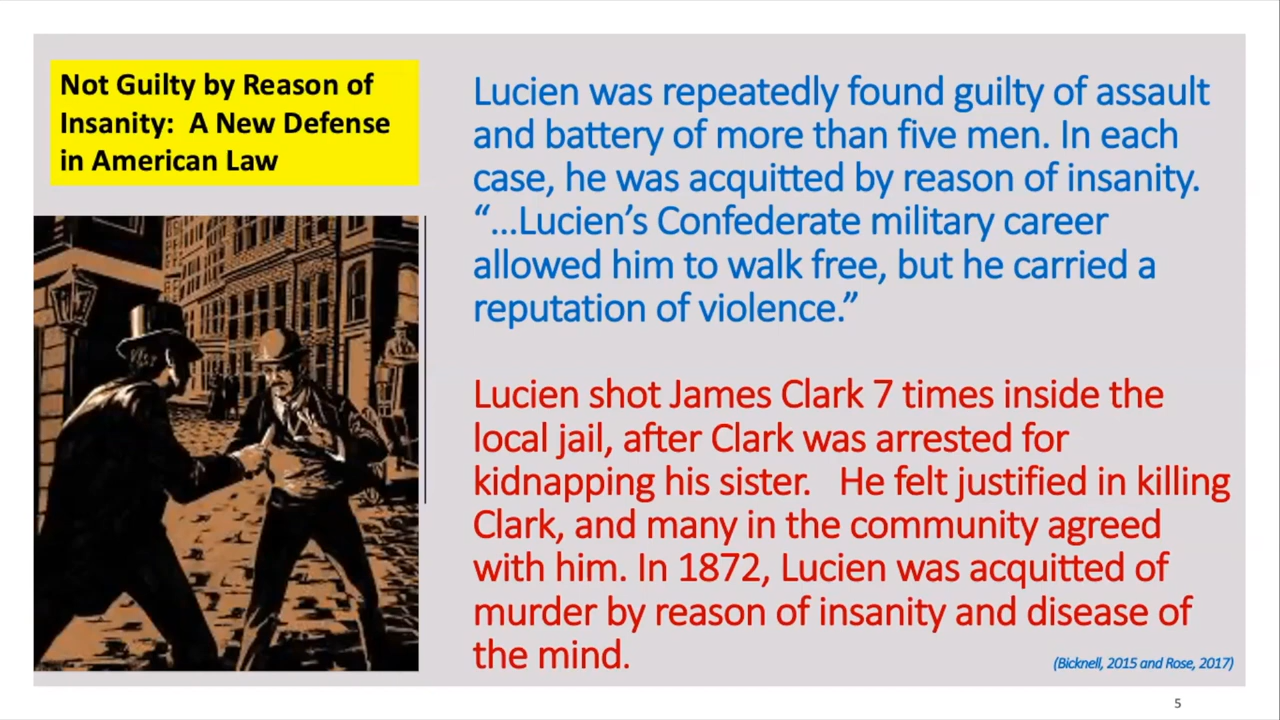 Not Guilty by Reason of
Insanity:  A New Defense
in American Law
Lucien was repeatedly found guilty of assault
and battery of more than five men. In each
case, he was acquitted by reason of insanity.
“…Lucien’s Confederate military career
allowed him to walk free, but he carried a
reputation of violence.”
Lucien shot James Clark 7 times inside the
local jail, after Clark was arrested for
kidnapping his sister.   He felt justified in killing
Clark, and many in the community agreed
with him. In 1872, Lucien was acquitted of
murder by reason of insanity and disease of
the mind.
(Bicknell, 2015 and Rose, 2017)
5